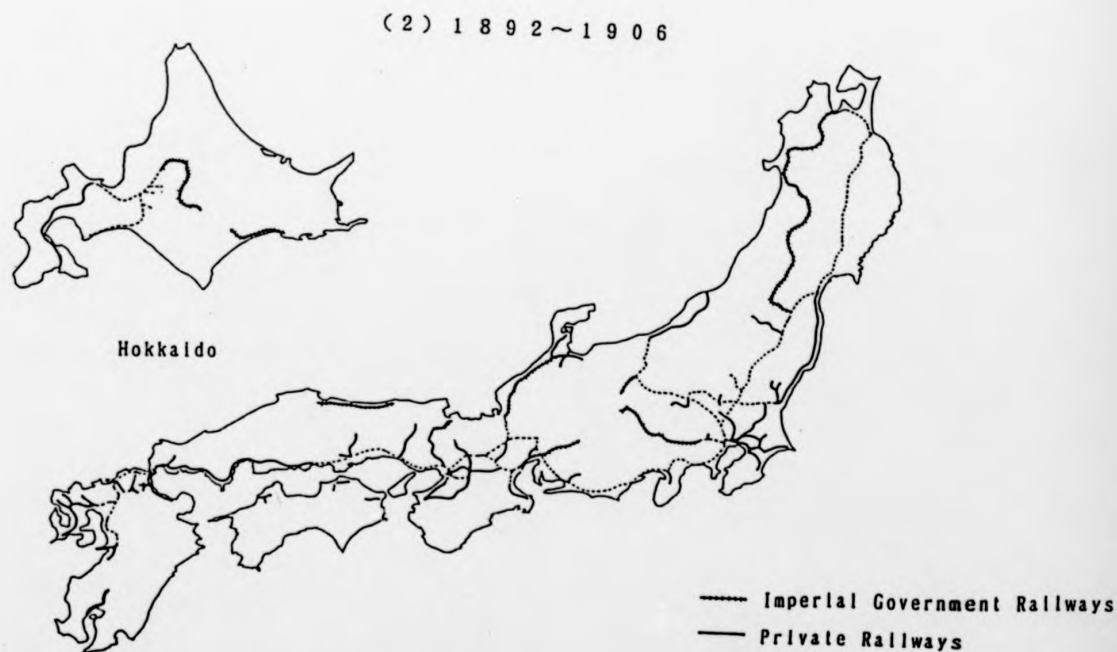 (2) 1892～1906
Hokkaido
Imperial Government Railways
Private Railways